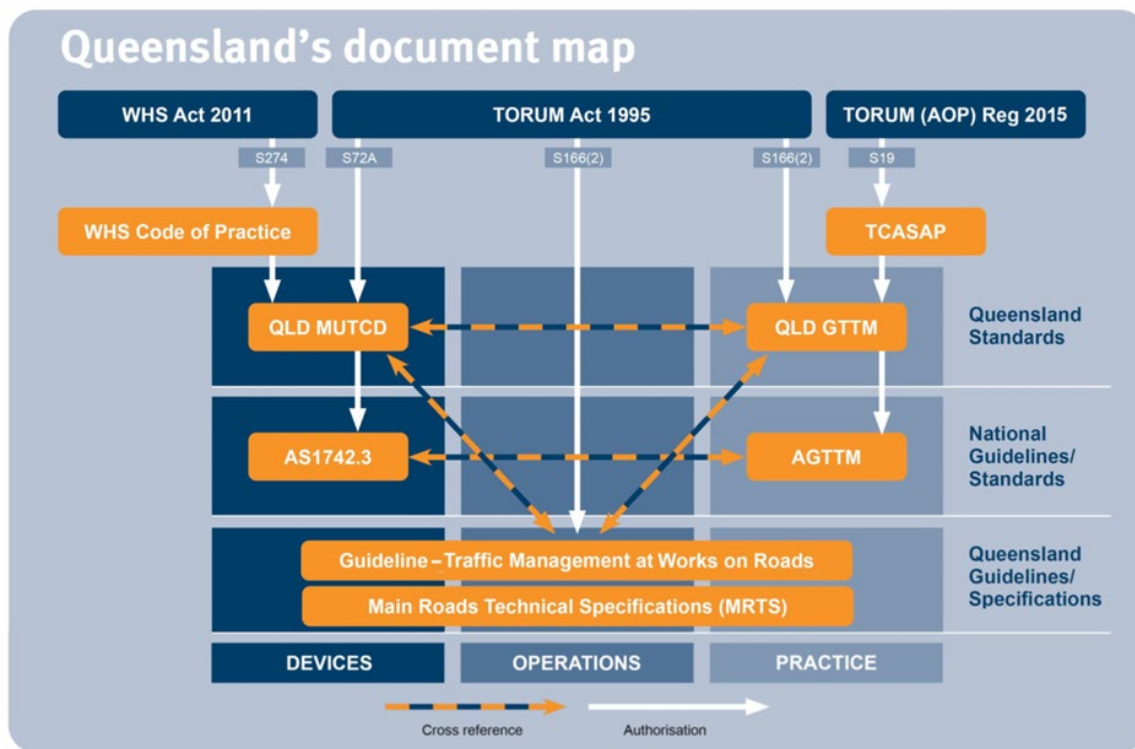 Queensland's document map
WHS Act 2011
TORUM Act 1995
TORUM (AOP) Reg 2015
S274
S72A
S166(2)
S166(2)
S19
WHS Code of Practice
TCASAP
QLD MUTCD
QLD GTTM
Queensland
Standards
AS1742.3
AGTTM
National
Guidelines/
Standards
Guideline – Traffic Management at Works on Roads
Main Roads Technical Specifications (MRTS)
Queensland
Guidelines/
Specifications
DEVICES
OPERATIONS
PRACTICE
Cross reference
Authorisation